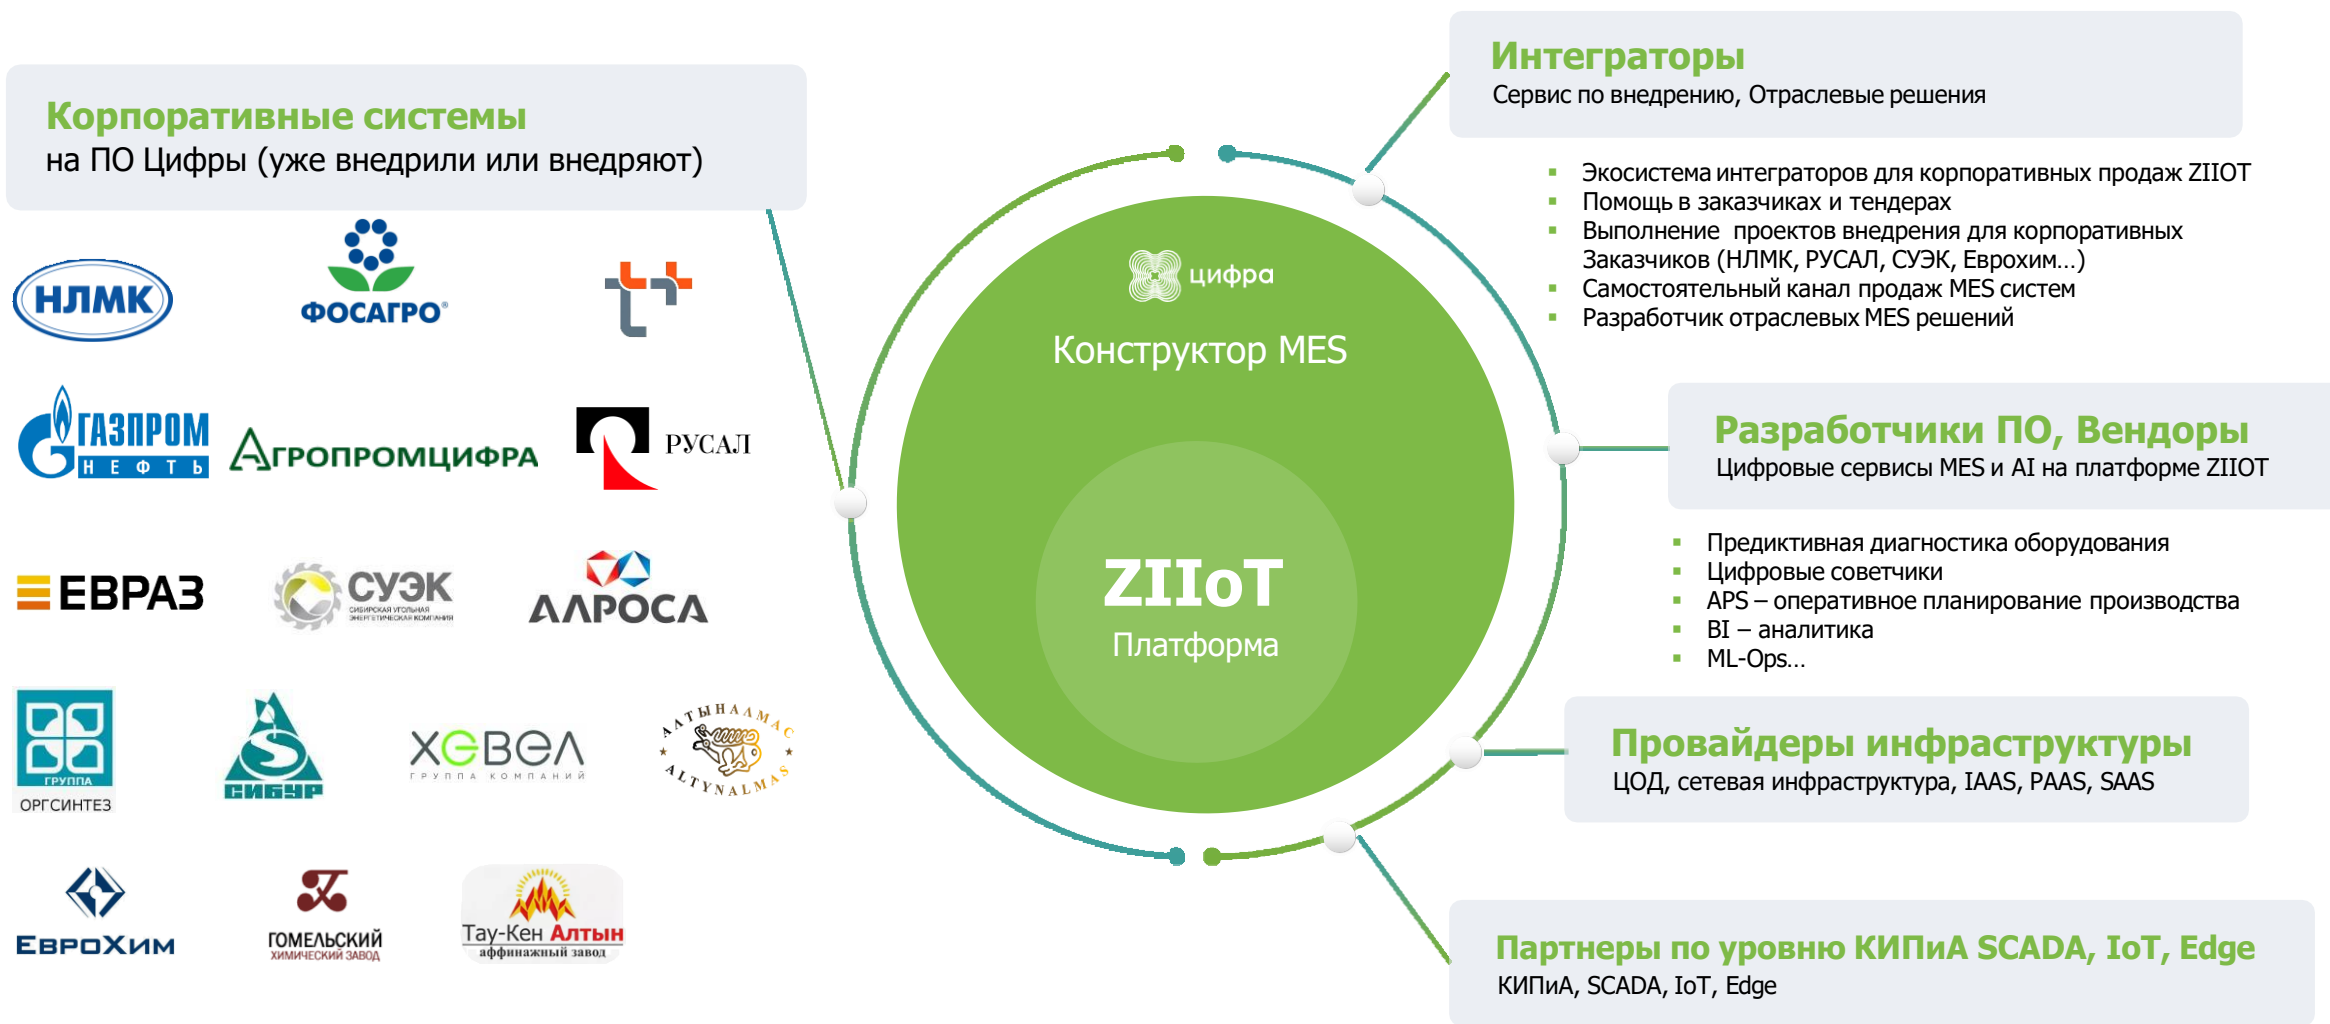 Корпоративные системы
на ПО Цифры (уже внедрили или внедряют)
НЛМК
ФОСАГРО®
т+
ГАЗПРОМ
НЕФТЬ
АГРОПРОМЦИФРА
РУСАЛ
ЕВРАЗ
СУЭК
СИБИРСКАЯ УГОЛЬНАЯ
ЭНЕРГЕТИЧЕСКАЯ КОМПАНИЯ
АЛРОСА
ГРУППА
ОРГСИНТЕЗ
СИБУР
ХЕВЕЛ
ГРУППА КОМПАНИЙ
АЛТЫНАЛМАС
ALTYNALMAS
ЕВРОХИМ
ГОМЕЛЬСКИЙ
ХИМИЧЕСКИЙ ЗАВОД
Тау-Кен Алтын
аффинажный завод
цифра
Конструктор MES
ZIIoT
Платформа
Интеграторы
Сервис по внедрению, Отраслевые решения
▪ Экосистема интеграторов для корпоративных продаж ZIIOT
▪ Помощь в заказчиках и тендерах
▪ Выполнение проектов внедрения для корпоративных
Заказчиков (НЛМК, РУСАЛ, СУЭК, Еврохим...)
▪ Самостоятельный канал продаж MES систем
▪ Разработчик отраслевых MES решений
Разработчики ПО, Вендоры
Цифровые сервисы MES и AI на платформе ZIIOT
▪ Предиктивная диагностика оборудования
▪ Цифровые советчики
▪ APS – оперативное планирование производства
▪ BI – аналитика
▪ ML-Ops...
Провайдеры инфраструктуры
ЦОД, сетевая инфраструктура, IAAS, PAAS, SAAS
Партнеры по уровню КИПиА SCADA, IoT, Edge
КИПиА, SCADA, IoT, Edge